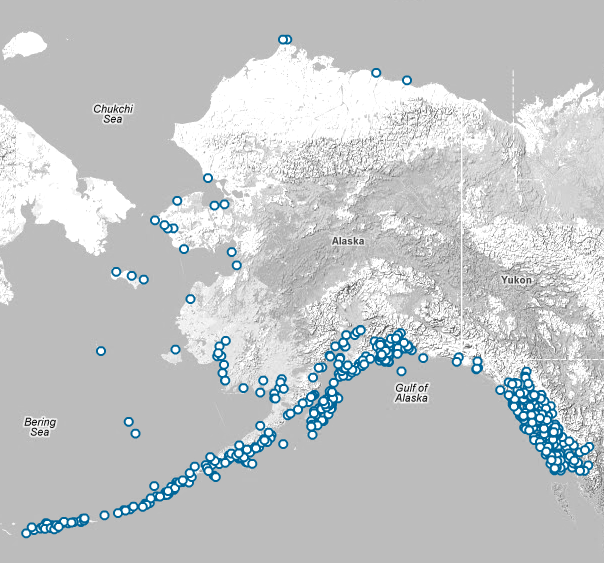 Chukchi
Sea
Alaska
Yukon
Gulf of
Alaska
Bering
Sea